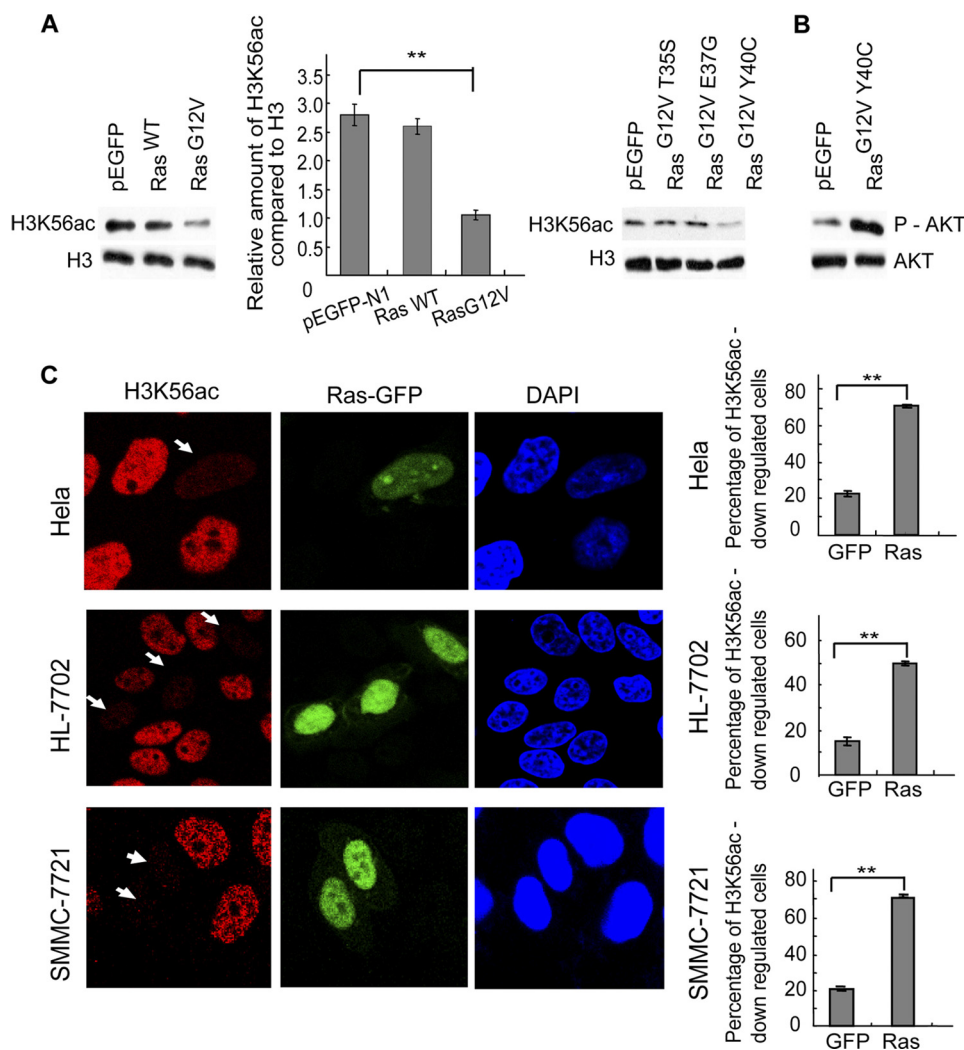 A
pEGFP
Ras WT
Ras G12V
H3K56ac
H3
Relative amount of H3K56ac
compared to H3
**
3.5
3.0
2.5
2.0
1.5
1.0
0.5
0
pEGFP-N1
Ras WT
RasG12V
pEGFP
Ras G12V T35S
Ras G12V E37G
Ras G12V Y40C
H3K56ac
H3
B
pEGFP
Ras G12V Y40C
P - AKT
AKT
C
H3K56ac
Ras-GFP
DAPI
Hela
HL-7702
SMMC-7721
Hela
Percentage of H3K56ac -
down regulated cells
**
80
60
40
20
0
GFP
Ras
HL-7702
Percentage of H3K56ac -
down regulated cells
**
60
40
20
0
GFP
Ras
SMMC-7721
Percentage of H3K56ac -
down regulated cells
**
80
60
40
20
0
GFP
Ras